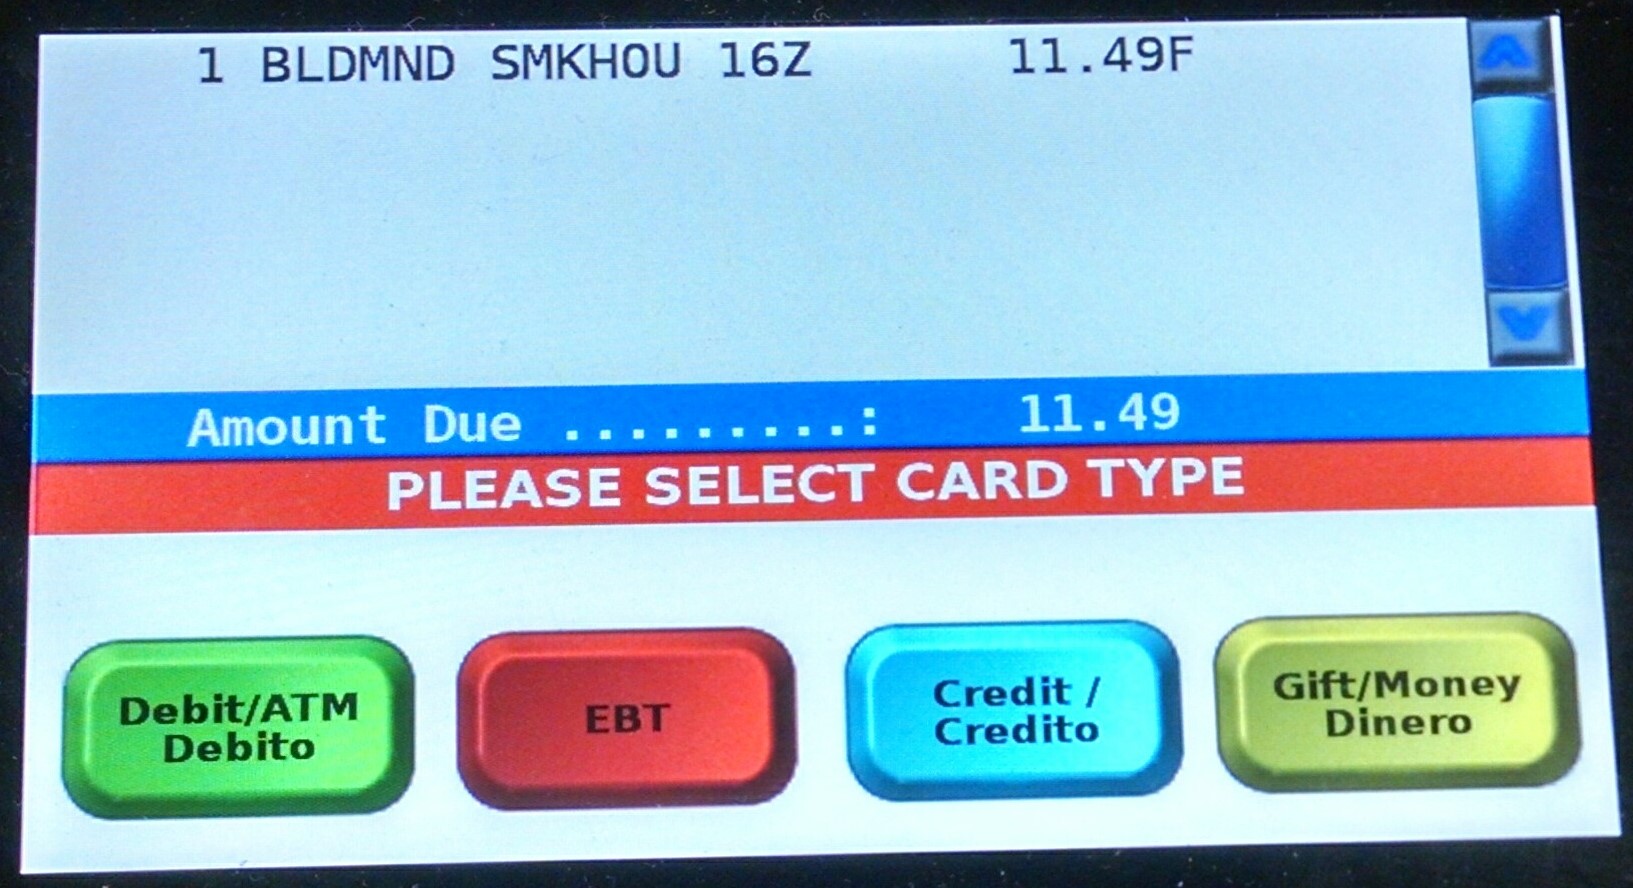 1 BLDMND SMKHOU 16Z 11.49F
Amount Due .........: 11.49
PLEASE SELECT CARD TYPE
Debit/ATM
Debito
EBT
Credit /
Credito
Gift/Money
Dinero